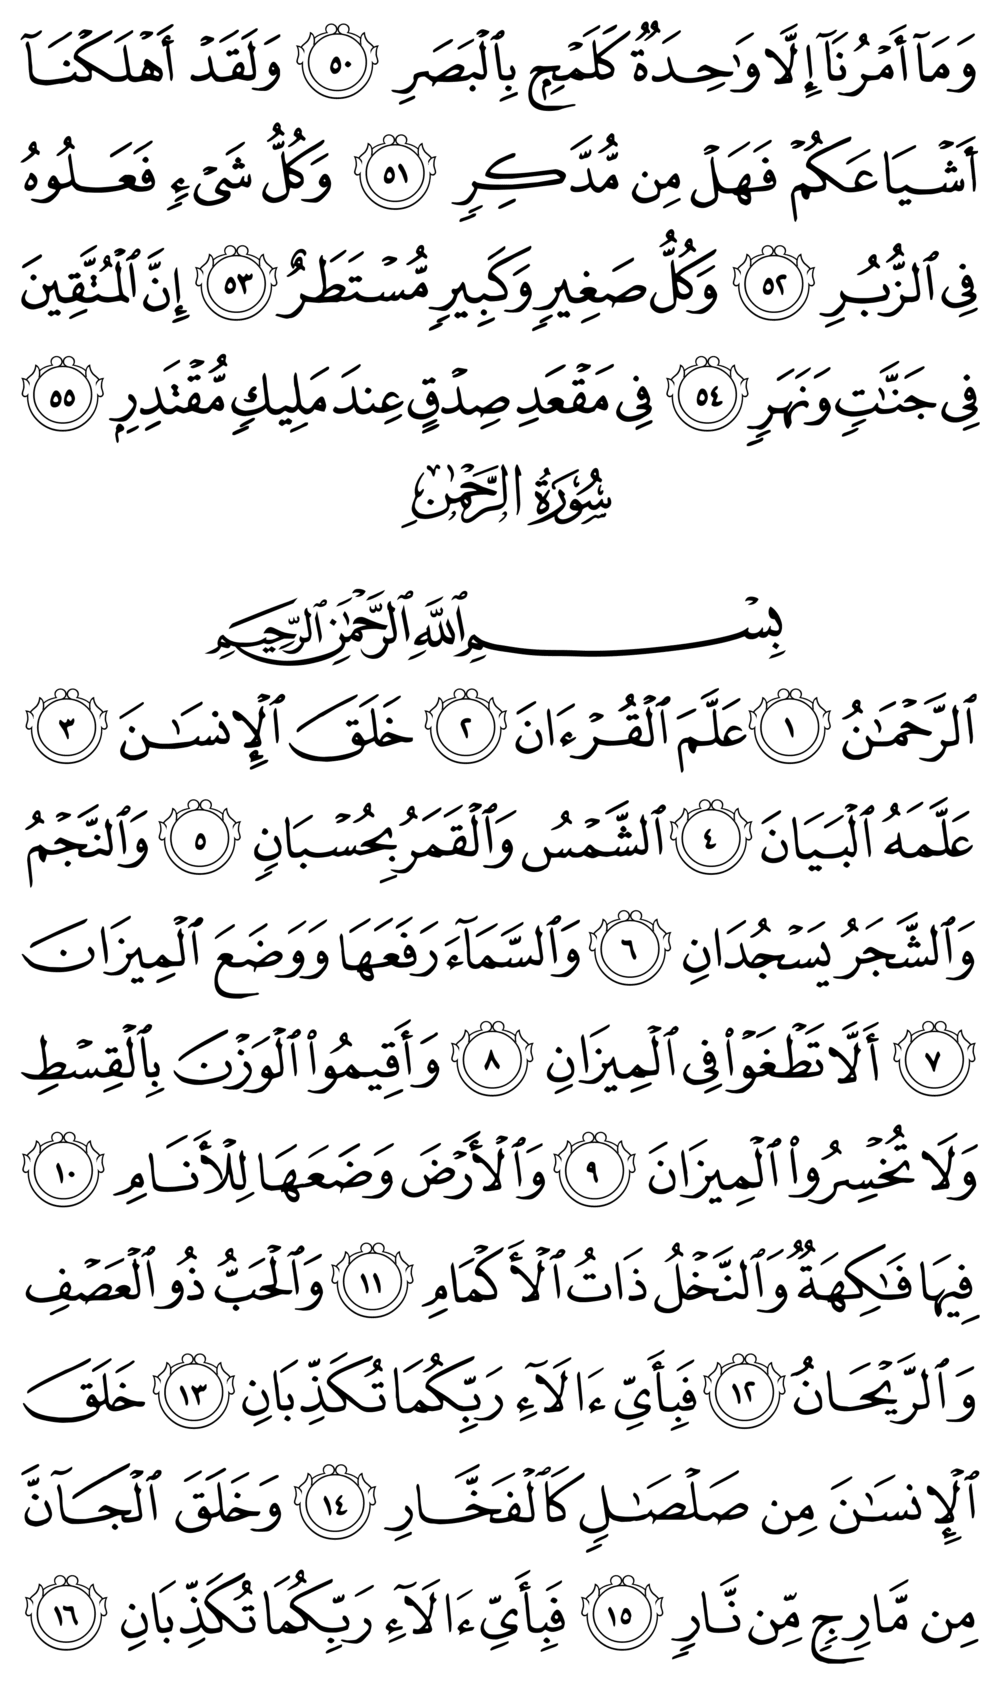 وَمَآ أَمْرُنَآ إِلَّا وَٰحِدَةٌ كَلَمْحٍۭ بِٱلْبَصَرِ ٥٠ وَلَقَدْ أَهْلَكْنَآ
أَشْيَاعَكُمْ فَهَلْ مِن مُّدَّكِرٍ ٥١ وَكُلُّ شَىْءٍ فَعَلُوهُ
فِى ٱلزُّبُرِ ٥٢ وَكُلُّ صَغِيرٍ وَكَبِيرٍ مُّسْتَطَرٌ ٥٣ إِنَّ ٱلْمُتَّقِينَ
فِى جَنَّٰتٍ وَنَهَرٍ ٥٤ فِى مَقْعَدِ صِدْقٍ عِندَ مَلِيكٍ مُّقْتَدِرٍۭ ٥٥
سُورَةُ الرَّحْمَٰنِ
بِسْمِ ٱللَّهِ ٱلرَّحْمَٰنِ ٱلرَّحِيمِ
ٱلرَّحْمَٰنُ ١ عَلَّمَ ٱلْقُرْءَانَ ٢ خَلَقَ ٱلْإِنسَٰنَ ٣
عَلَّمَهُ ٱلْبَيَانَ ٤ ٱلشَّمْسُ وَٱلْقَمَرُ بِحُسْبَانٍ ٥ وَٱلنَّجْمُ
وَٱلشَّجَرُ يَسْجُدَانِ ٦ وَٱلسَّمَآءَ رَفَعَهَا وَوَضَعَ ٱلْمِيزَانَ
٧ أَلَّا تَطْغَوْا۟ فِى ٱلْمِيزَانِ ٨ وَأَقِيمُوا۟ ٱلْوَزْنَ بِٱلْقِسْطِ
وَلَا تُخْسِرُوا۟ ٱلْمِيزَانَ ٩ وَٱلْأَرْضَ وَضَعَهَا لِلْأَنَامِ ١٠
فِيهَا فَٰكِهَةٌ وَٱلنَّخْلُ ذَاتُ ٱلْأَكْمَامِ ١١ وَٱلْحَبُّ ذُو ٱلْعَصْفِ
وَٱلرَّيْحَانُ ١٢ فَبِأَىِّ ءَالَآءِ رَبِّكُمَا تُكَذِّبَانِ ١٣ خَلَقَ
ٱلْإِنسَٰنَ مِن صَلْصَٰلٍ كَٱلْفَخَّارِ ١٤ وَخَلَقَ ٱلْجَآنَّ
مِن مَّارِجٍ مِّن نَّارٍ ١٥ فَبِأَىِّ ءَالَآءِ رَبِّكُمَا تُكَذِّبَانِ ١٦